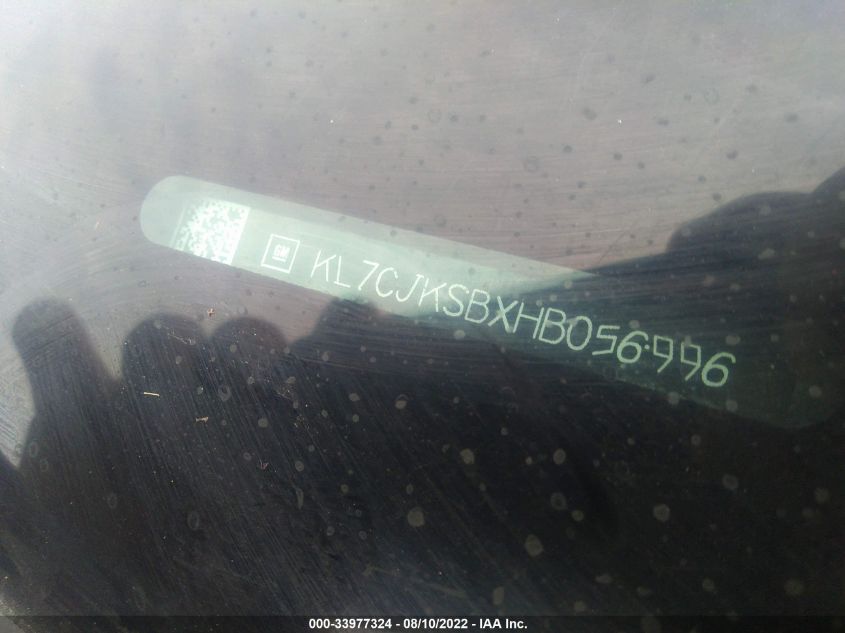 GM KL7CJKSBXHB056996
000-33977324 - 08/10/2022 - IAA Inc.